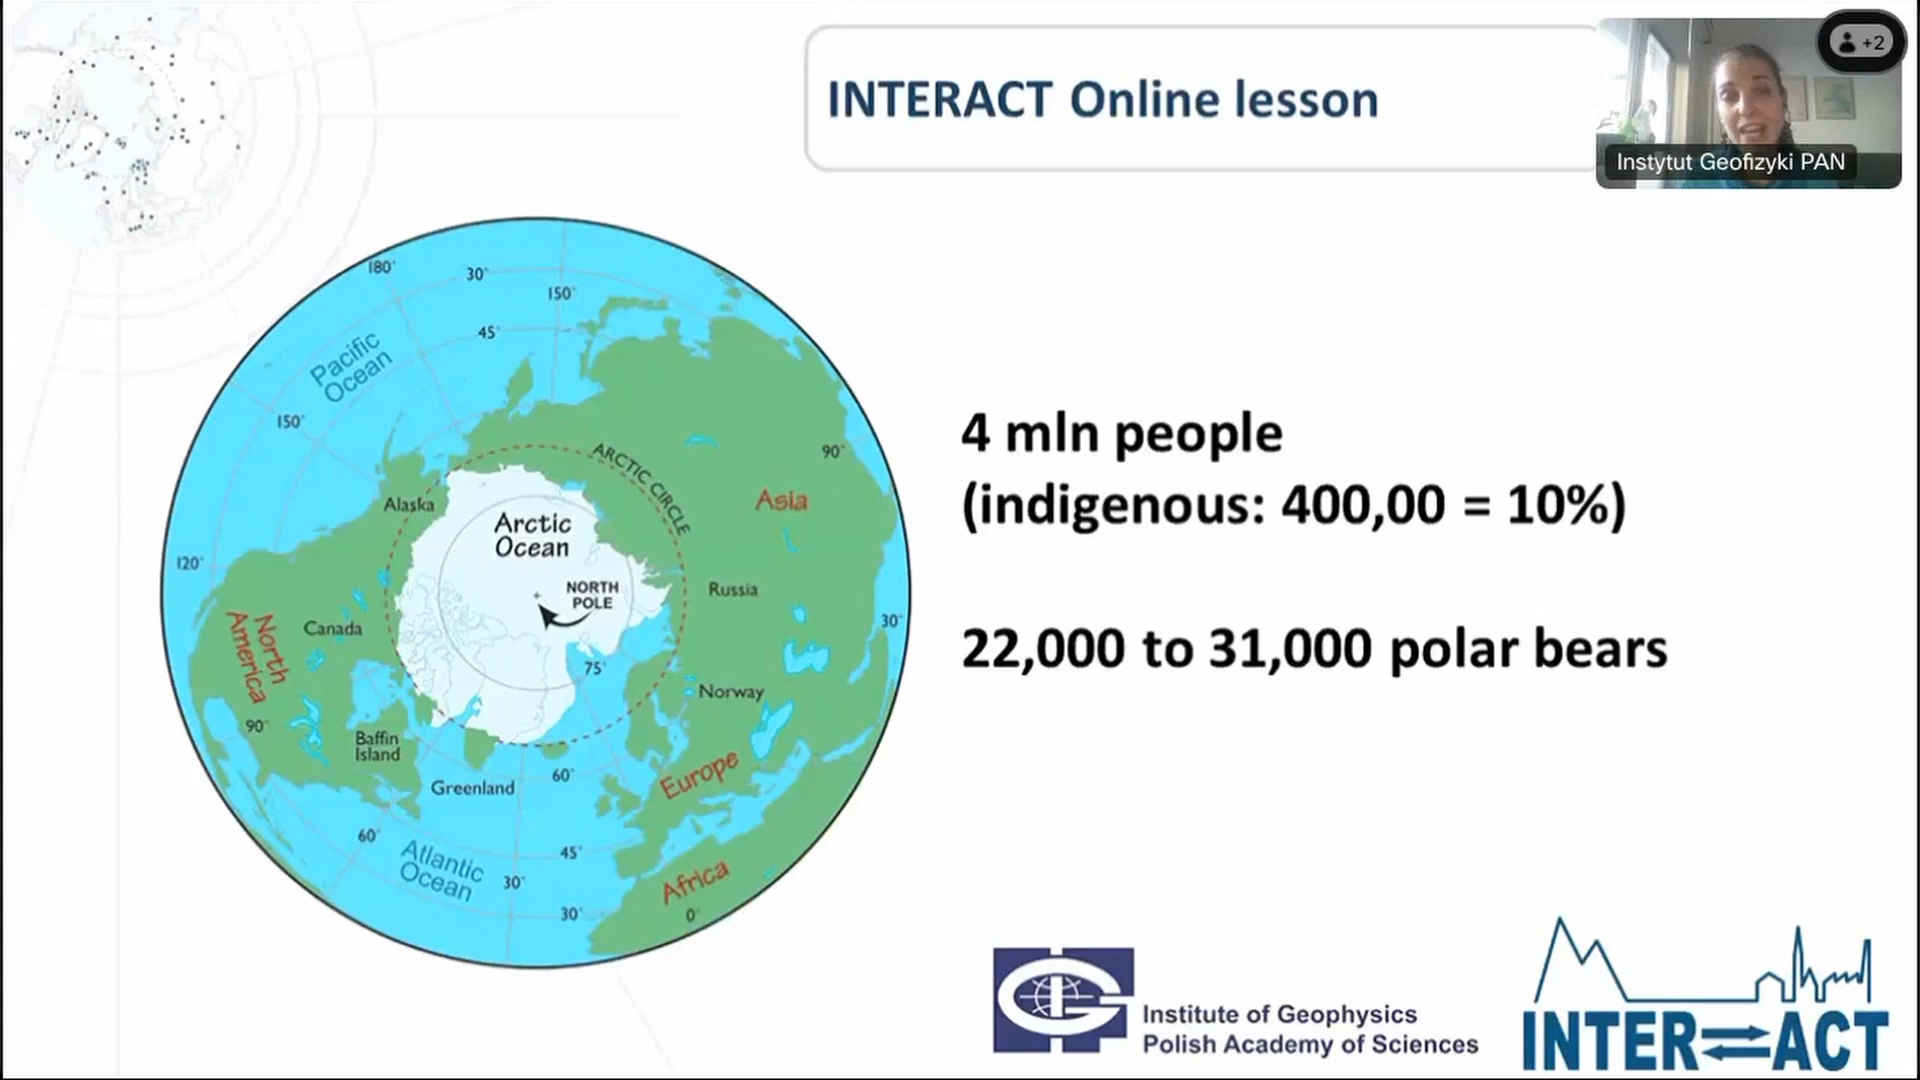 INTERACT Online lesson
+2
Instytut Geofizyki PAN
180°
30°
150°
45°
Pacific
Ocean
150°
ARCTIC CIRCLE
90°
Alaska
Asia
Arctic
Ocean
120°
NORTH
POLE
Russia
North
America
Canada
30°
75°
Norway
90°
Baffin
Island
Europe
60°
Greenland
60°
Atlantic
Ocean
45°
30°
Africa
30°
0°
4 mln people
(indigenous: 400,00 = 10%)
22,000 to 31,000 polar bears
Institute of Geophysics
Polish Academy of Sciences
INTER ACT